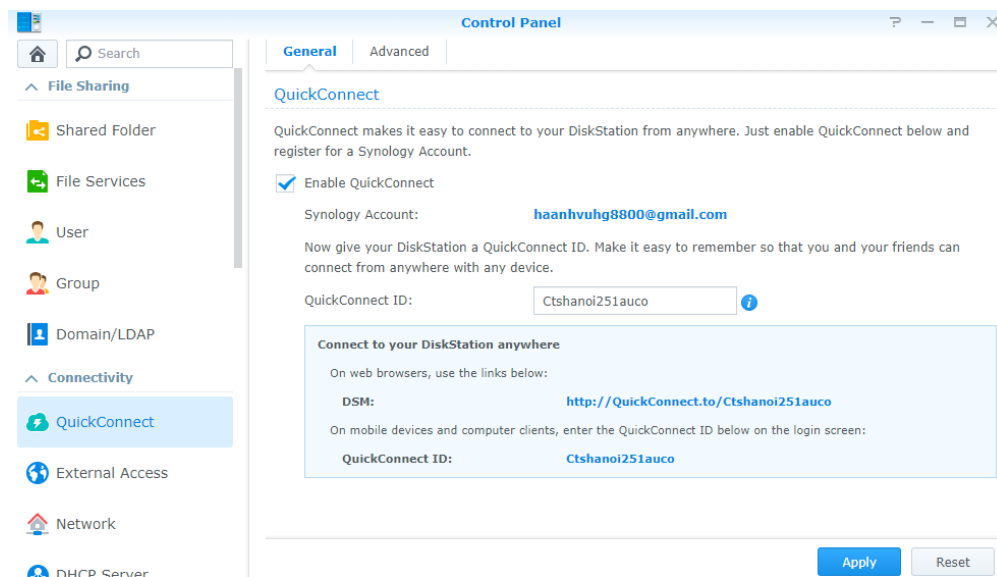 Control Panel
Search
General Advanced
File Sharing
Shared Folder
File Services
User
Group
Domain/LDAP
Connectivity
QuickConnect
External Access
Network
DHCP Server
QuickConnect
QuickConnect makes it easy to connect to your DiskStation from anywhere. Just enable QuickConnect below and
register for a Synology Account.
Enable QuickConnect
Synology Account: haanhvuhg8800@gmail.com
Now give your DiskStation a QuickConnect ID. Make it easy to remember so that you and your friends can
connect from anywhere with any device.
QuickConnect ID: Ctshanoi251auco
Connect to your DiskStation anywhere
On web browsers, use the links below:
DSM: http://QuickConnect.to/Ctshanoi251auco
On mobile devices and computer clients, enter the QuickConnect ID below on the login screen:
QuickConnect ID: Ctshanoi251auco
Apply Reset